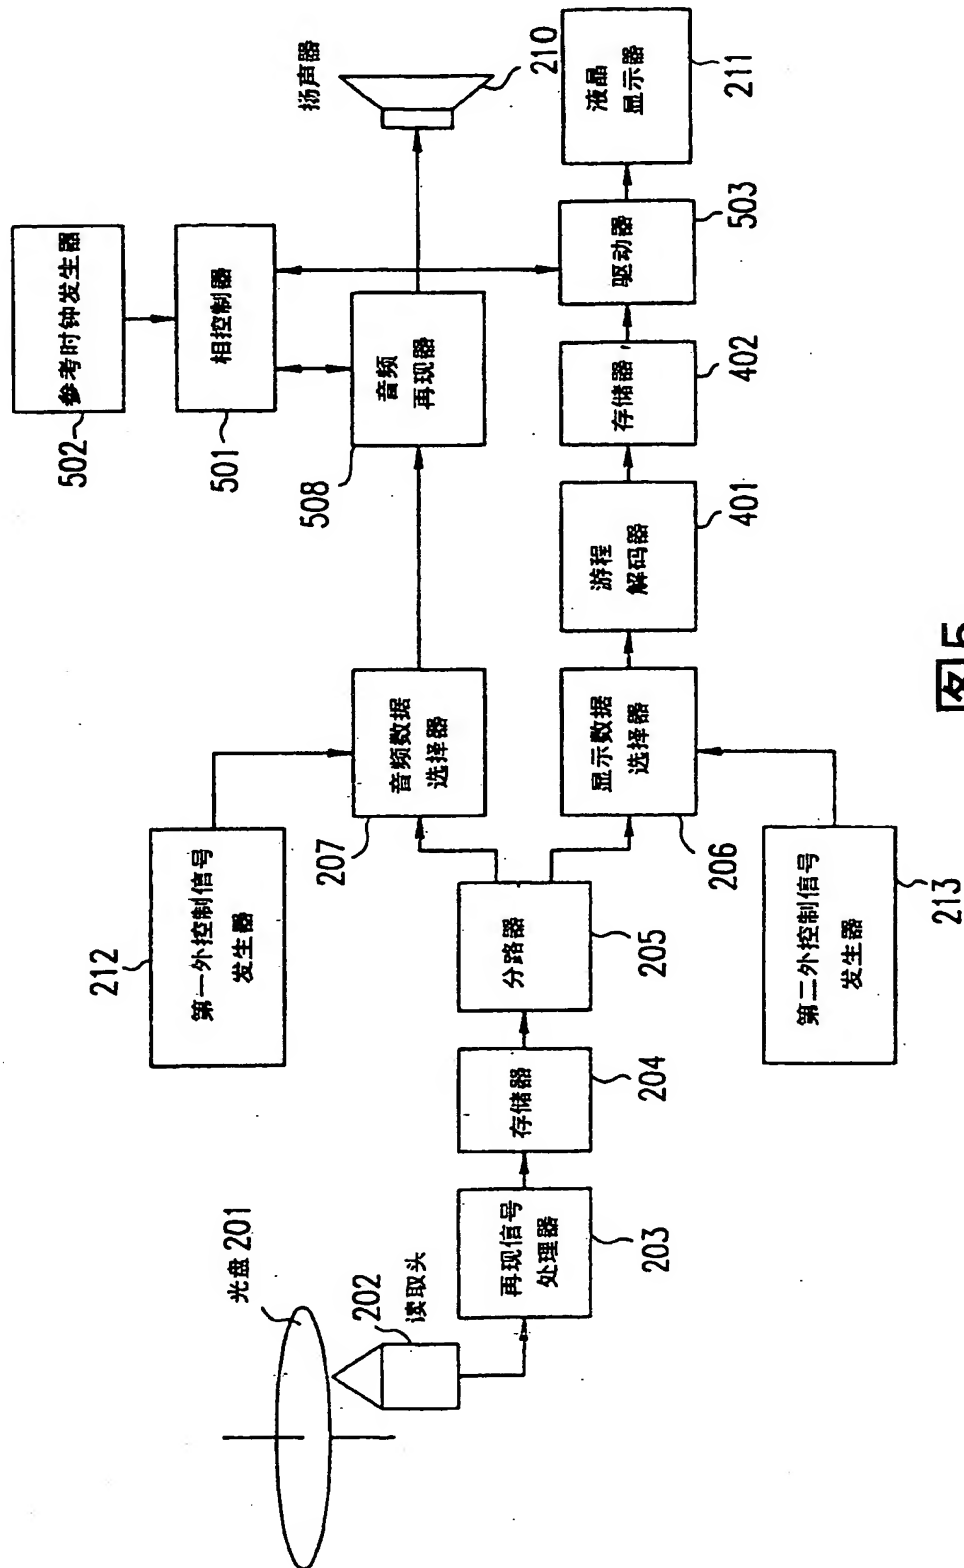 光盘 201
202
读取头
再现信号
处理器
203
存储器
204
分路器
205
第一外控制信号
发生器
212
音频数据
选择器
207
显示数据
选择器
206
第二外控制信号
发生器
213
参考时钟发生器
502
相控制器
501
音频
再现器
508
游程
解码器
401
存储器
402
驱动器
503
扬声器
210
液晶
显示器
211
图5